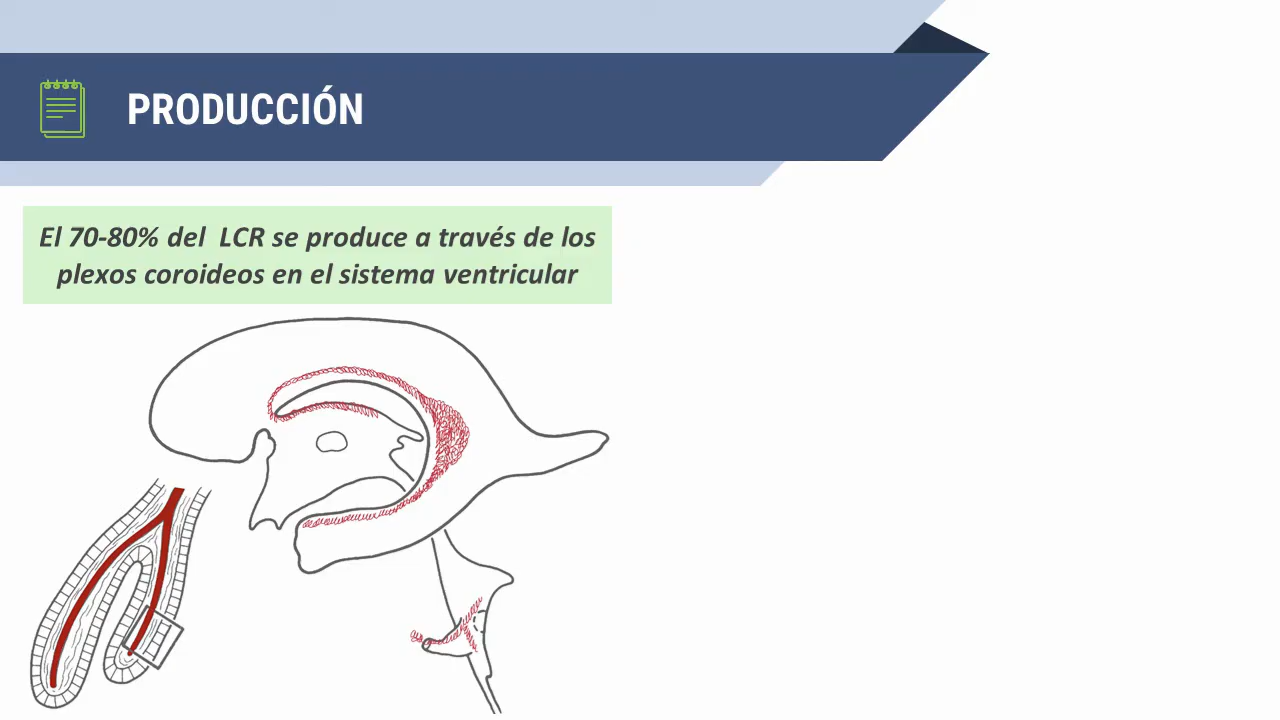 PRODUCCIÓN
El 70-80% del LCR se produce a través de los
plexos coroideos en el sistema ventricular